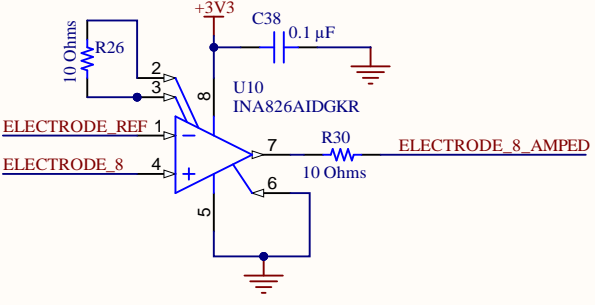 +3V3
C38
0.1 µF
10 Ohms
R26
2
3
8
U10
INA826AIDGKR
ELECTRODE_REF
1
7
R30
10 Ohms
ELECTRODE_8_AMPED
ELECTRODE_8
4
6
5